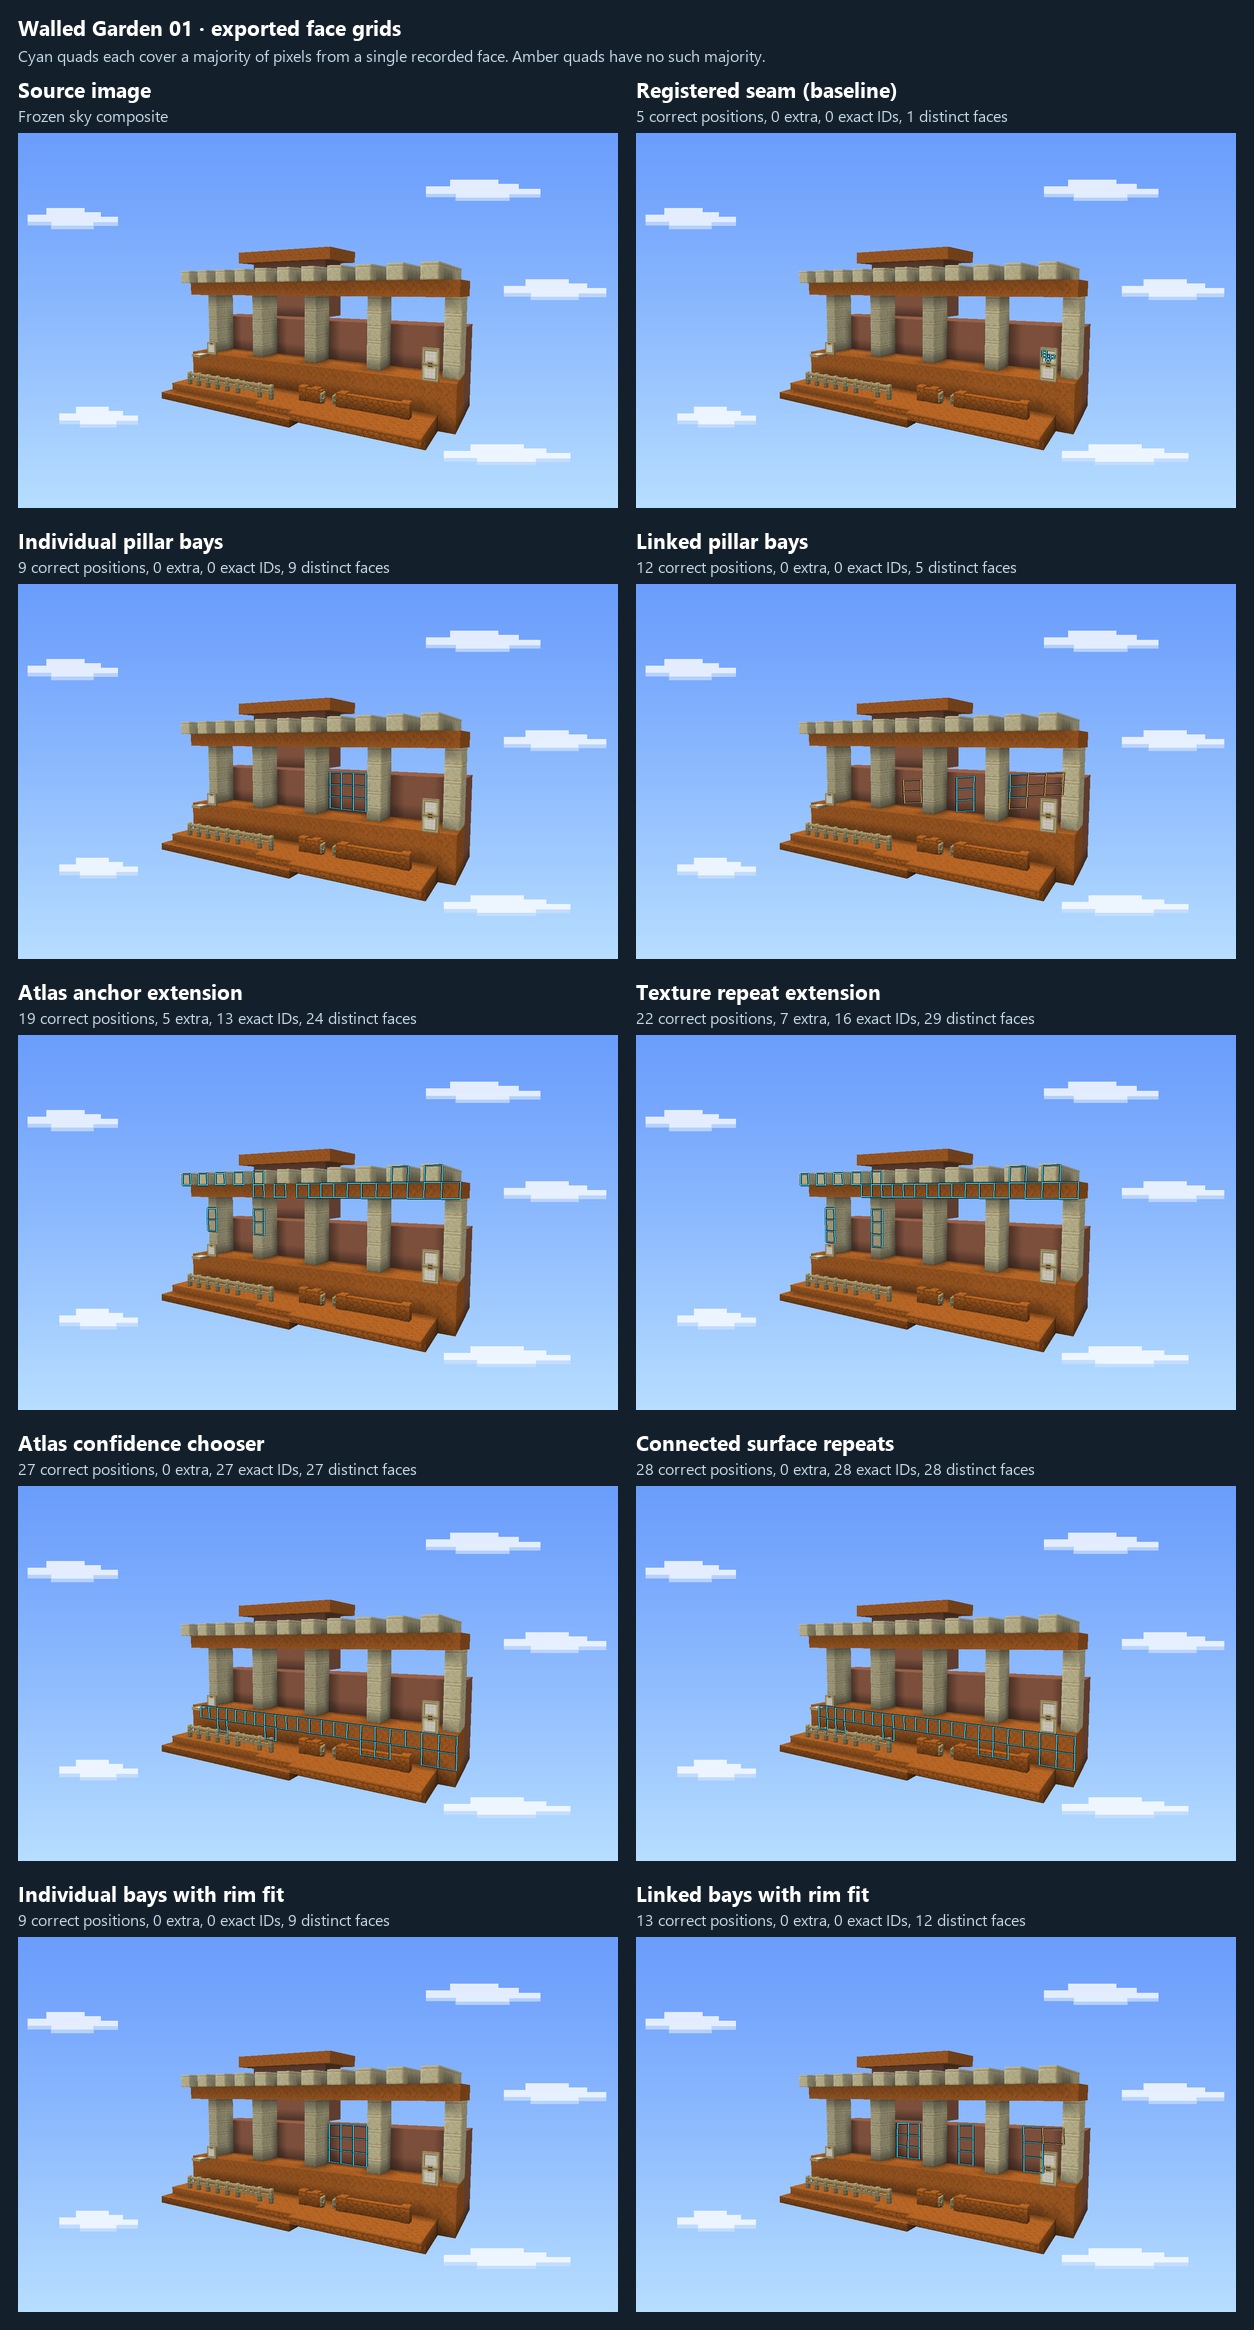 Walled Garden 01 · exported face grids
Cyan quads each cover a majority of pixels from a single recorded face. Amber quads have no such majority.
Source image
Frozen sky composite
Registered seam (baseline)
5 correct positions, 0 extra, 0 exact IDs, 1 distinct faces
Individual pillar bays
9 correct positions, 0 extra, 0 exact IDs, 9 distinct faces
Linked pillar bays
12 correct positions, 0 extra, 0 exact IDs, 5 distinct faces
Atlas anchor extension
19 correct positions, 5 extra, 13 exact IDs, 24 distinct faces
Texture repeat extension
22 correct positions, 7 extra, 16 exact IDs, 29 distinct faces
Atlas confidence chooser
27 correct positions, 0 extra, 27 exact IDs, 27 distinct faces
Connected surface repeats
28 correct positions, 0 extra, 28 exact IDs, 28 distinct faces
Individual bays with rim fit
9 correct positions, 0 extra, 0 exact IDs, 9 distinct faces
Linked bays with rim fit
13 correct positions, 0 extra, 0 exact IDs, 12 distinct faces